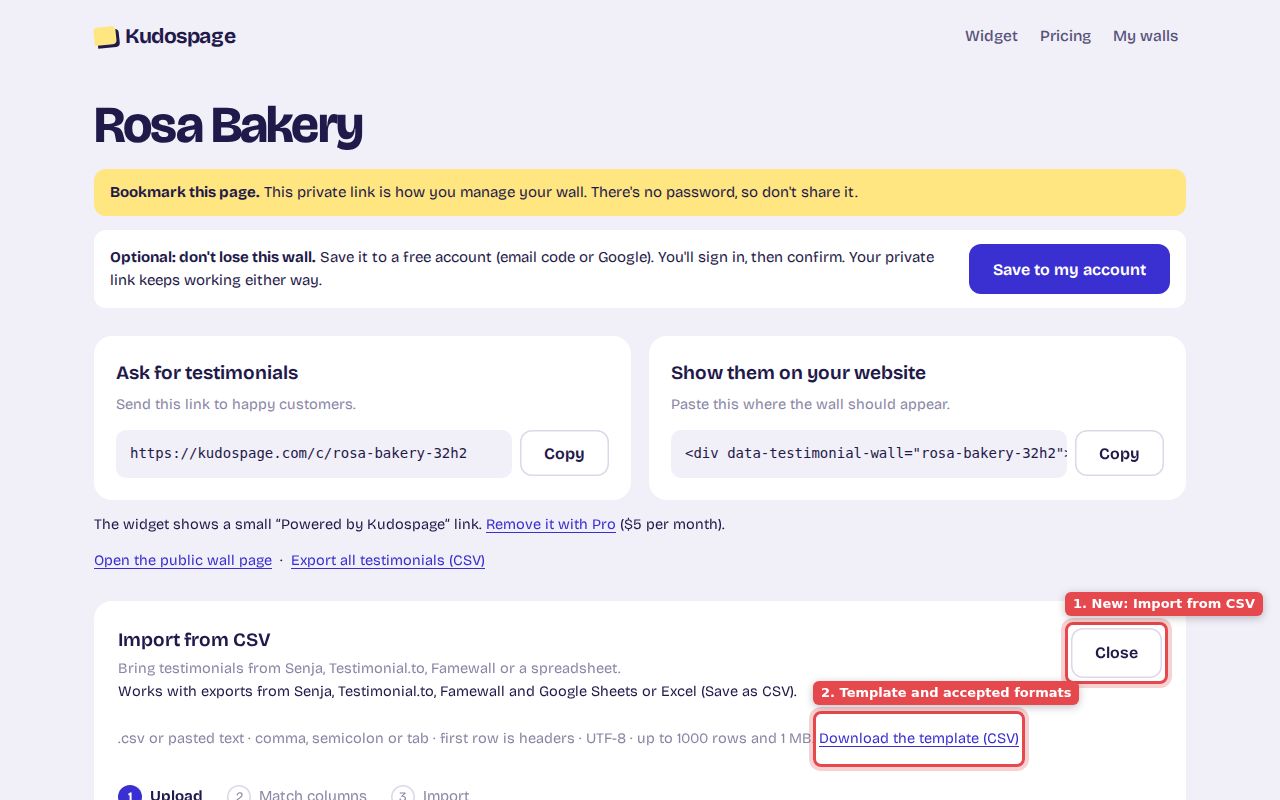 Kudospage
Widget Pricing My walls
Rosa Bakery
Bookmark this page. This private link is how you manage your wall. There's no password, so don't share it.
Optional: don't lose this wall. Save it to a free account (email code or Google). You'll sign in, then confirm. Your private
link keeps working either way.
Save to my account
Ask for testimonials
Send this link to happy customers.
https://kudospage.com/c/rosa-bakery-32h2
Copy
Show them on your website
Paste this where the wall should appear.
<div data-testimonial-wall="rosa-bakery-32h2">
Copy
The widget shows a small “Powered by Kudospage” link. Remove it with Pro ($5 per month).
Open the public wall page · Export all testimonials (CSV)
1. New: Import from CSV
Import from CSV
Close
Bring testimonials from Senja, Testimonial.to, Famewall or a spreadsheet.
Works with exports from Senja, Testimonial.to, Famewall and Google Sheets or Excel (Save as CSV).
2. Template and accepted formats
.csv or pasted text · comma, semicolon or tab · first row is headers · UTF-8 · up to 1000 rows and 1 MB
Download the template (CSV)
1 Upload 2 Match columns 3 Import